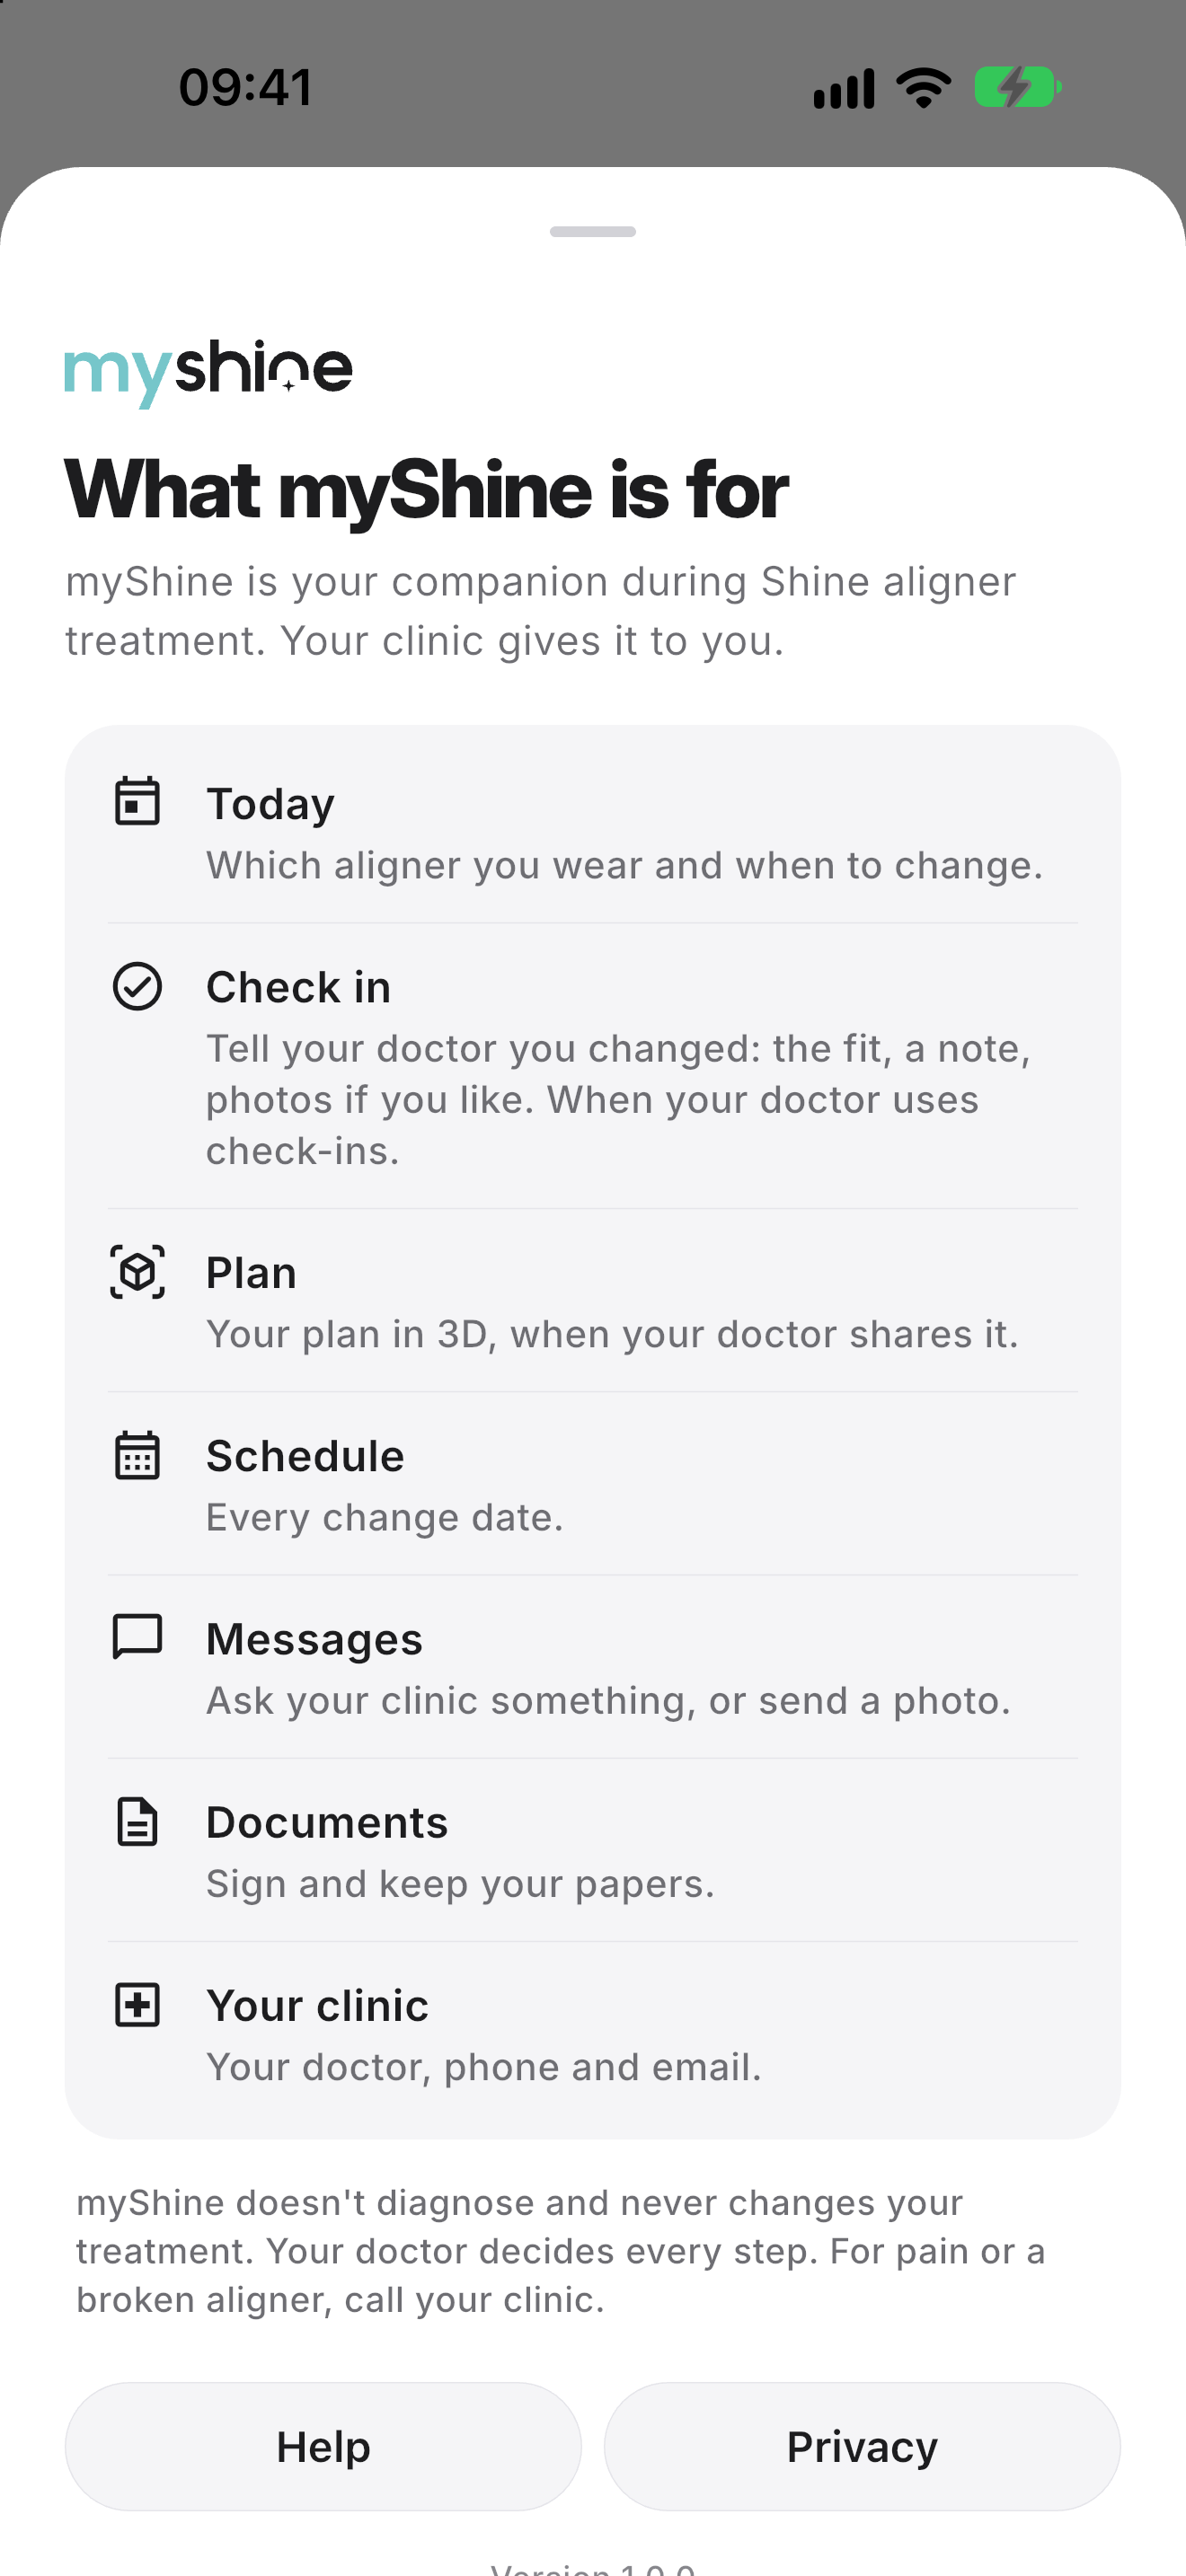 09:41
myshine
What myShine is for
myShine is your companion during Shine aligner
treatment. Your clinic gives it to you.
Today
Which aligner you wear and when to change.
Check in
Tell your doctor you changed: the fit, a note,
photos if you like. When your doctor uses
check-ins.
Plan
Your plan in 3D, when your doctor shares it.
Schedule
Every change date.
Messages
Ask your clinic something, or send a photo.
Documents
Sign and keep your papers.
Your clinic
Your doctor, phone and email.
myShine doesn't diagnose and never changes your
treatment. Your doctor decides every step. For pain or a
broken aligner, call your clinic.
Help
Privacy
Version 1.0.0